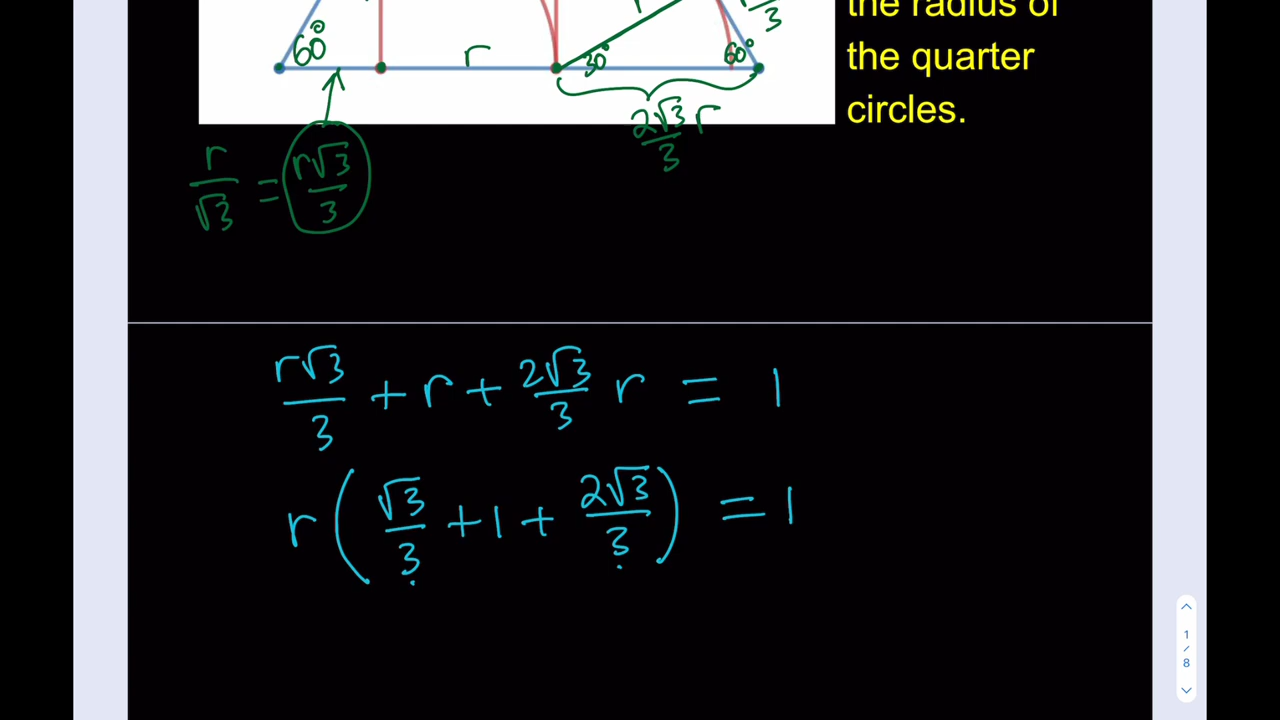 the radius of
the quarter
circles.
60°
r
30°
60°
2√3/3 r
r/√3 = r√3/3
r√3/3 + r + 2√3/3 r = 1
r(√3/3 + 1 + 2√3/3) = 1
1
/
8